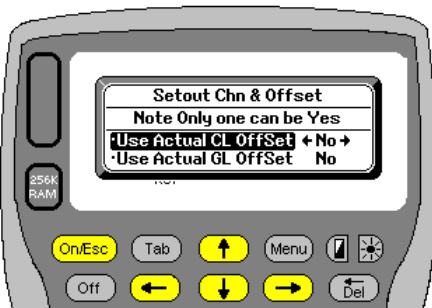 Setout Chn & Offset
Note Only one can be Yes
·Use Actual CL OffSet ←No→
·Use Actual GL OffSet No
256K
RAM
On/Esc Tab ↑ Menu
Off ← ↓ → ←
Del